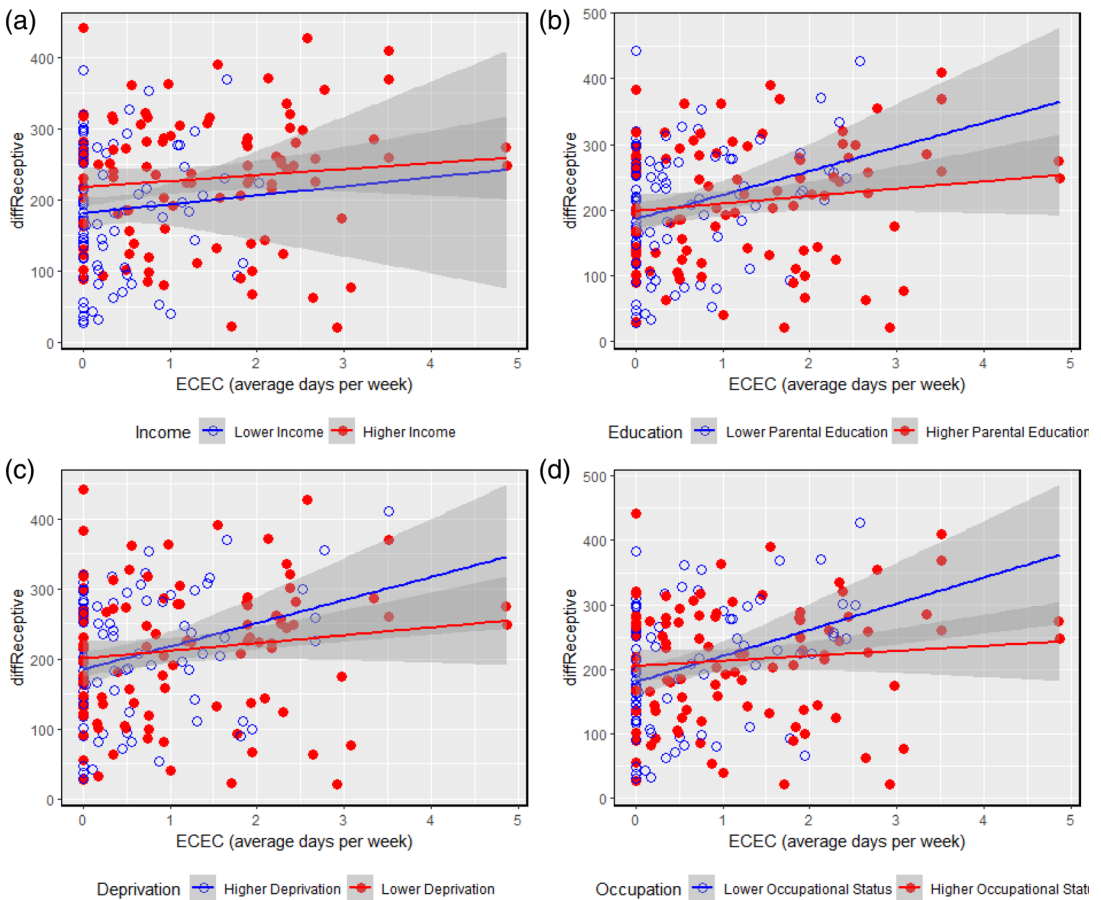 (a)
400
300
200
100
0
diffReceptive
0 1 2 3 4 5
ECEC (average days per week)
Income Lower Income Higher Income
(b)
500
400
300
200
100
0
diffReceptive
0 1 2 3 4 5
ECEC (average days per week)
Education Lower Parental Education Higher Parental Education
(c)
400
300
200
100
0
diffReceptive
0 1 2 3 4 5
ECEC (average days per week)
Deprivation Higher Deprivation Lower Deprivation
(d)
500
400
300
200
100
0
diffReceptive
0 1 2 3 4 5
ECEC (average days per week)
Occupation Lower Occupational Status Higher Occupational Stat